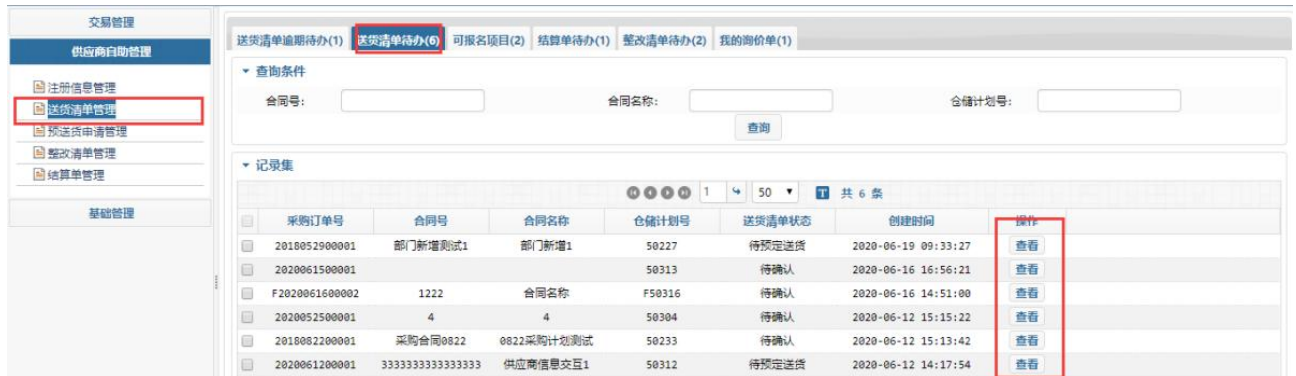 交易管理
供应商自助管理
注册信息管理
送货清单管理
预送货申请管理
整改清单管理
结算单管理
基础管理
送货清单逾期待办(1) 送货清单待办(6) 可报名项目(2) 结算单待办(1) 整改清单待办(2) 我的询价单(1)
查询条件
合同号: 合同名称: 仓储计划号:
查询
记录集
1 50 T 共 6 条
采购订单号 合同号 合同名称 仓储计划号 送货清单状态 创建时间 操作
2018052900001 部门新增测试1 部门新增1 50227 待预定送货 2020-06-19 09:33:27 查看
2020061500001 50313 待确认 2020-06-16 16:56:21 查看
F2020061600002 1222 合同名称 F50316 待确认 2020-06-16 14:51:00 查看
2020052500001 4 4 50304 待确认 2020-06-12 15:15:22 查看
2018082200001 采购合同0822 0822采购计划测试 50233 待确认 2020-06-12 15:13:42 查看
2020061200001 3333333333333333 供应商信息交互1 50312 待预定送货 2020-06-12 14:17:54 查看